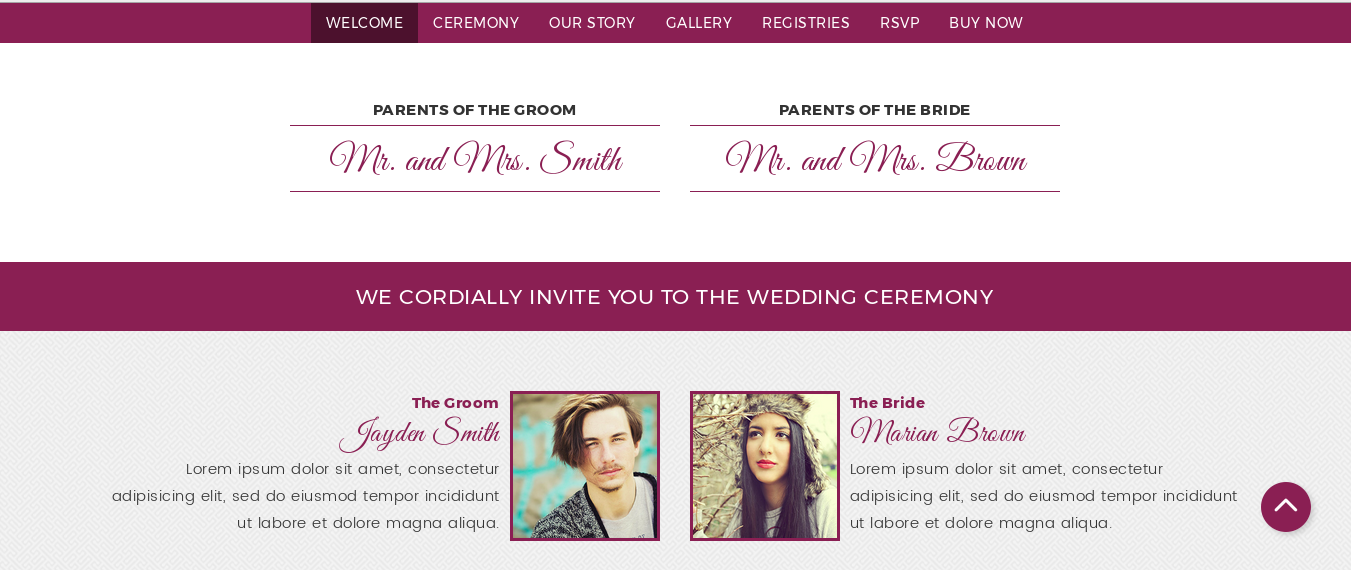 WELCOME CEREMONY OUR STORY GALLERY REGISTRIES RSVP BUY NOW
PARENTS OF THE GROOM
Mr. and Mrs. Smith
PARENTS OF THE BRIDE
Mr. and Mrs. Brown
WE CORDIALLY INVITE YOU TO THE WEDDING CEREMONY
The Groom
Jayden Smith
Lorem ipsum dolor sit amet, consectetur
adipisicing elit, sed do eiusmod tempor incididunt
ut labore et dolore magna aliqua.
The Bride
Marian Brown
Lorem ipsum dolor sit amet, consectetur
adipisicing elit, sed do eiusmod tempor incididunt
ut labore et dolore magna aliqua.